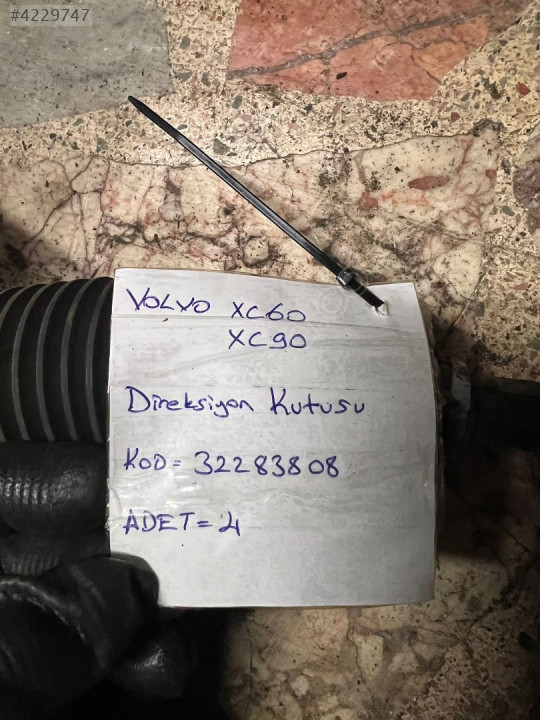 #4229747
VOLVO XC60
XC90
Direksiyon Kutusu
KOD = 32283808
ADET = 4